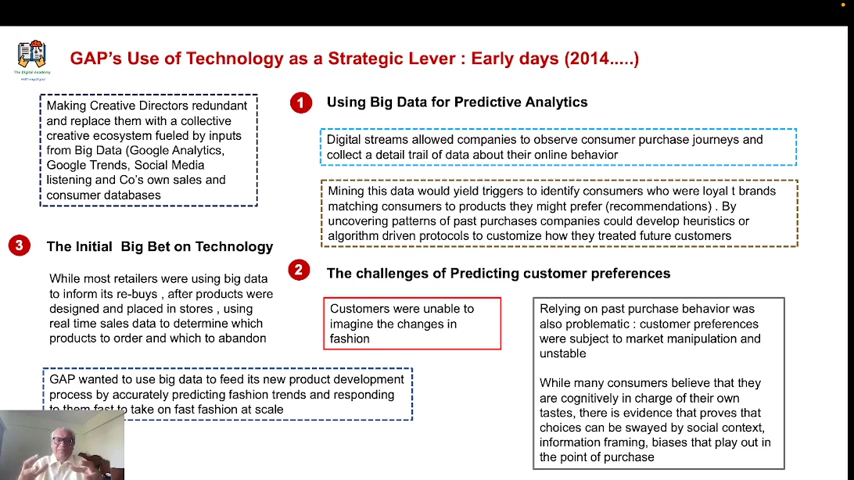 GAP's Use of Technology as a Strategic Lever : Early days (2014.....)
The Digital Academy
Making Creative Directors redundant
and replace them with a collective
creative ecosystem fueled by inputs
from Big Data (Google Analytics,
Google Trends, Social Media
listening and Co's own sales and
consumer databases
1
Using Big Data for Predictive Analytics
Digital streams allowed companies to observe consumer purchase journeys and
collect a detail trail of data about their online behavior
Mining this data would yield triggers to identify consumers who were loyal t brands
matching consumers to products they might prefer (recommendations) . By
uncovering patterns of past purchases companies could develop heuristics or
algorithm driven protocols to customize how they treated future customers
2
The challenges of Predicting customer preferences
Customers were unable to
imagine the changes in
fashion
Relying on past purchase behavior was
also problematic : customer preferences
were subject to market manipulation and
unstable
While many consumers believe that they
are cognitively in charge of their own
tastes, there is evidence that proves that
choices can be swayed by social context,
information framing, biases that play out in
the point of purchase
3
The Initial Big Bet on Technology
While most retailers were using big data
to inform its re-buys , after products were
designed and placed in stores , using
real time sales data to determine which
products to order and which to abandon
GAP wanted to use big data to feed its new product development
process by accurately predicting fashion trends and responding
to them fast to take on fast fashion at scale